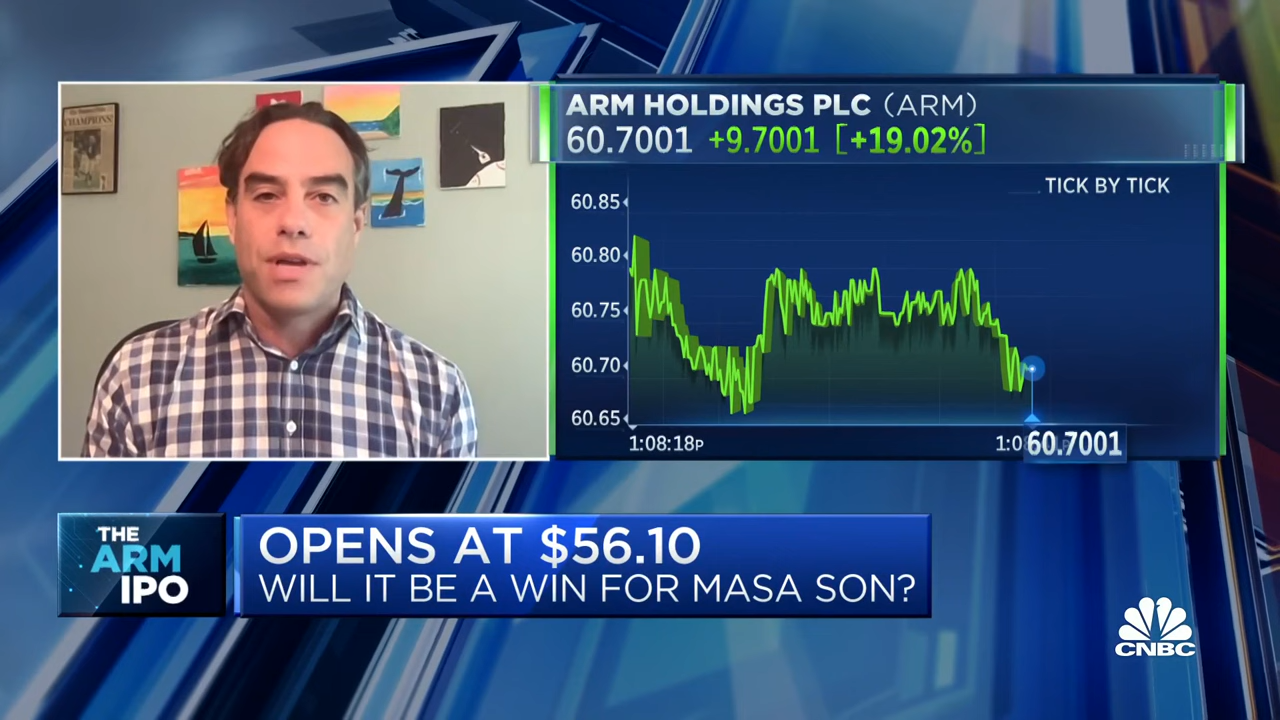 CHAMPIONS!
ARM HOLDINGS PLC (ARM)
60.7001 +9.7001 [+19.02%]
TICK BY TICK
60.85
60.80
60.75
60.70
60.65
1:08:18P
60.7001
THE
ARM
IPO
OPENS AT $56.10
WILL IT BE A WIN FOR MASA SON?
CNBC